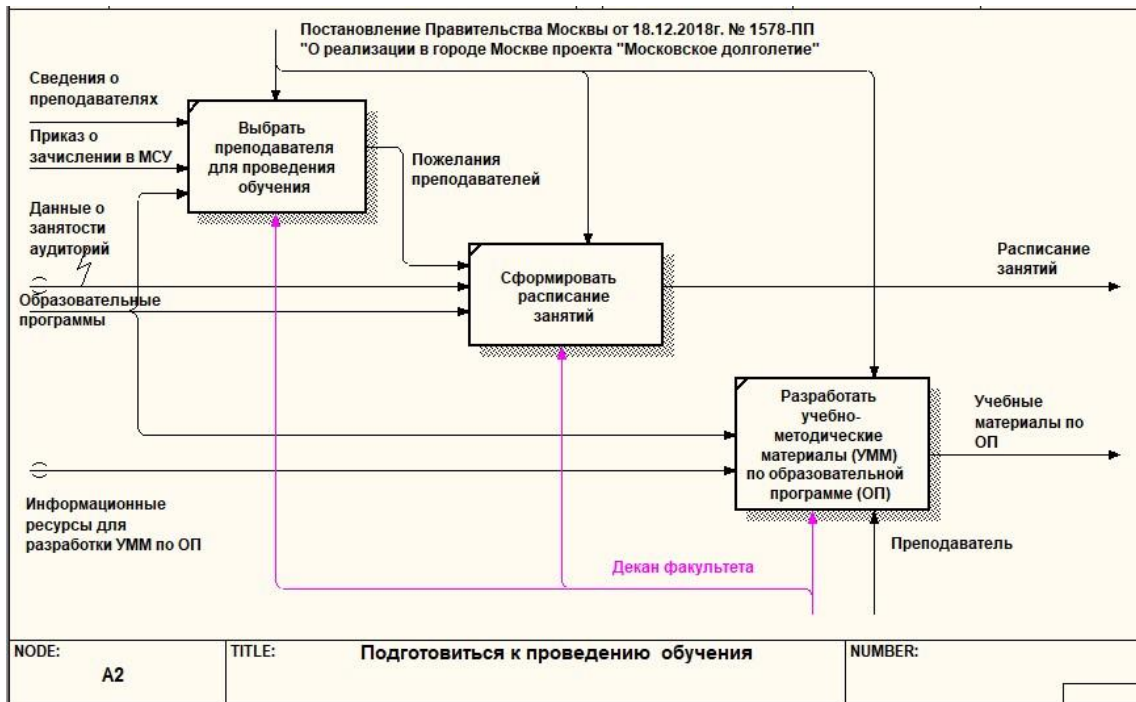 Постановление Правительства Москвы от 18.12.2018г. № 1578-ПП
"О реализации в городе Москве проекта "Московское долголетие"
Сведения о
преподавателях
Приказ о
зачислении в МСУ
Выбрать
преподавателя
для проведения
обучения
Пожелания
преподавателей
Данные о
занятости
аудиторий
Образовательные
программы
Сформировать
расписание
занятий
Расписание
занятий
Разработать
учебно-
методические
материалы (УММ)
по образовательной
программе (ОП)
Учебные
материалы по
ОП
Информационные
ресурсы для
разработки УММ по ОП
Преподаватель
Декан факультета
NODE:
A2
TITLE:
Подготовиться к проведению обучения
NUMBER: